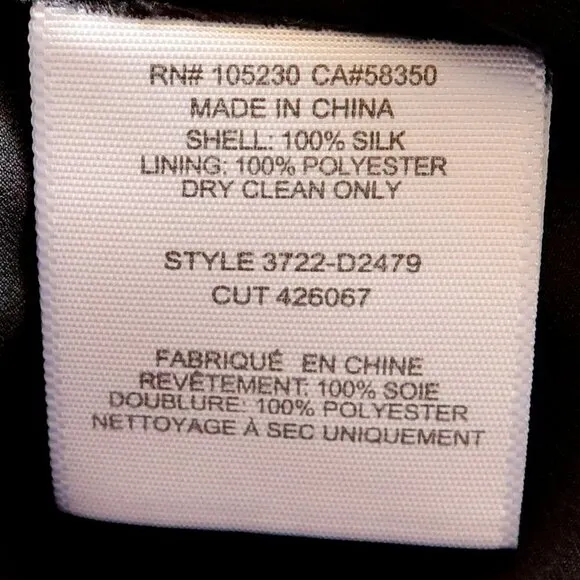 RN# 105230 CA#58350
MADE IN CHINA
SHELL: 100% SILK
LINING: 100% POLYESTER
DRY CLEAN ONLY
STYLE 3722-D2479
CUT 426067
FABRIQUÉ EN CHINE
REVÊTEMENT: 100% SOIE
DOUBLURE: 100% POLYESTER
NETTOYAGE À SEC UNIQUEMENT